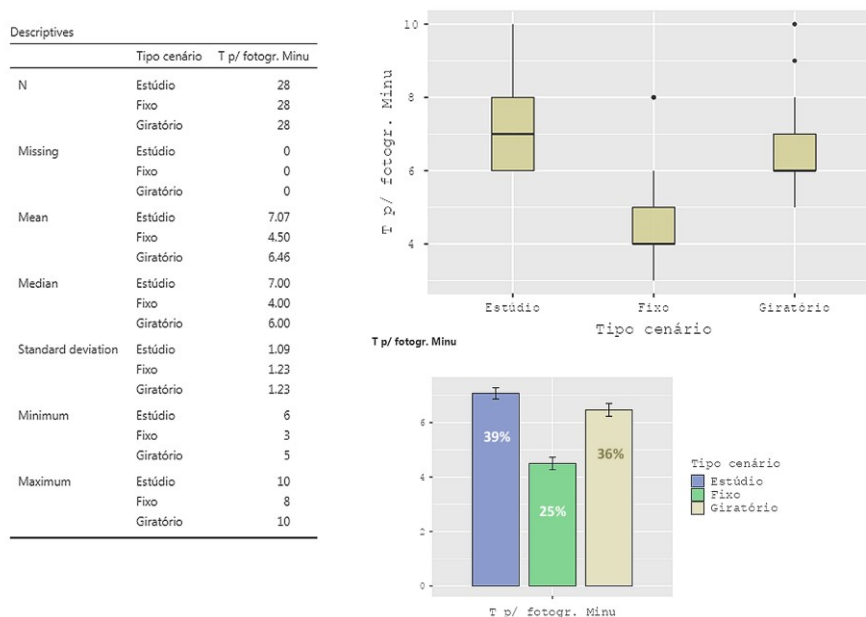 Descriptives
Tipo cenário T p/ fotogr. Minu
N Estúdio 28
Fixo 28
Giratório 28
Missing Estúdio 0
Fixo 0
Giratório 0
Mean Estúdio 7.07
Fixo 4.50
Giratório 6.46
Median Estúdio 7.00
Fixo 4.00
Giratório 6.00
Standard deviation Estúdio 1.09
Fixo 1.23
Giratório 1.23
Minimum Estúdio 6
Fixo 3
Giratório 5
Maximum Estúdio 10
Fixo 8
Giratório 10
T p/ fotogr. Minu
10
8
6
4
Estúdio Fixo Giratório
Tipo cenário
T p/ fotogr. Minu
6
4
2
0
39%
25%
36%
T p/ fotogr. Minu
Tipo cenário
Estúdio
Fixo
Giratório